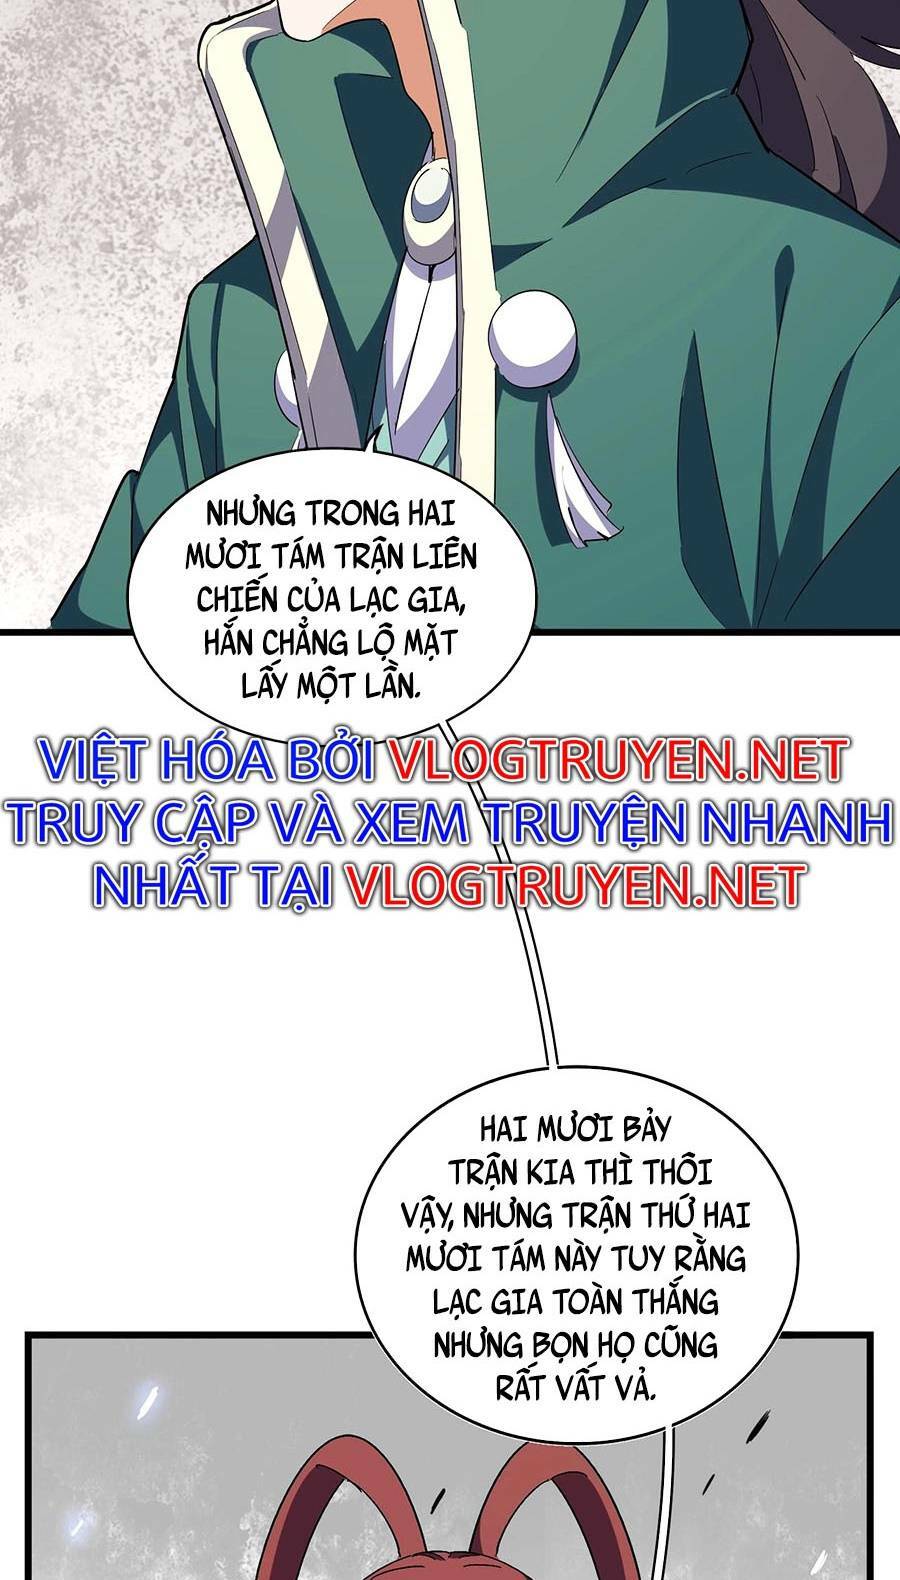 NHƯNG TRONG HAI
MƯƠI TÁM TRẬN LIÊN
CHIẾN CỦA LẠC GIA,
HẮN CHẲNG LỘ MẶT
LẤY MỘT LẦN.
VIỆT HÓA BỞI VLOGTRUYEN.NET
TRUY CẬP VÀ XEM TRUYỆN NHANH
NHẤT TẠI VLOGTRUYEN.NET
HAI MƯƠI BẢY
TRẬN KIA THÌ THÔI
VẬY, NHƯNG TRẬN THỨ HAI
MƯƠI TÁM NÀY TUY RẰNG
LẠC GIA TOÀN THẮNG
NHƯNG BỌN HỌ CŨNG
RẤT VẤT VẢ.